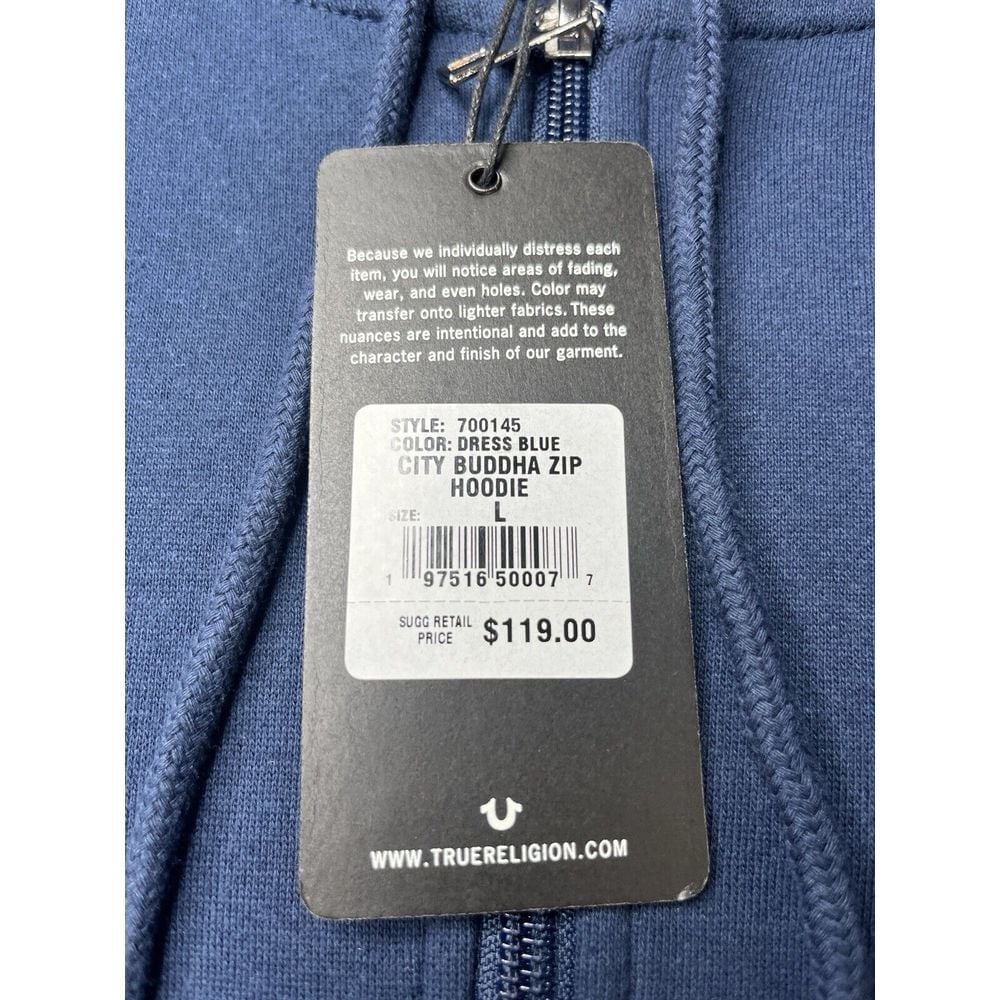 Because we individually distress each
item, you will notice areas of fading,
wear, and even holes. Color may
transfer onto lighter fabrics. These
nuances are intentional and add to the
character and finish of our garment.
STYLE: 700145
COLOR: DRESS BLUE
CITY BUDDHA ZIP
HOODIE
SIZE: L
1 97516 50007 7
SUGG RETAIL
PRICE $119.00
WWW.TRUERELIGION.COM